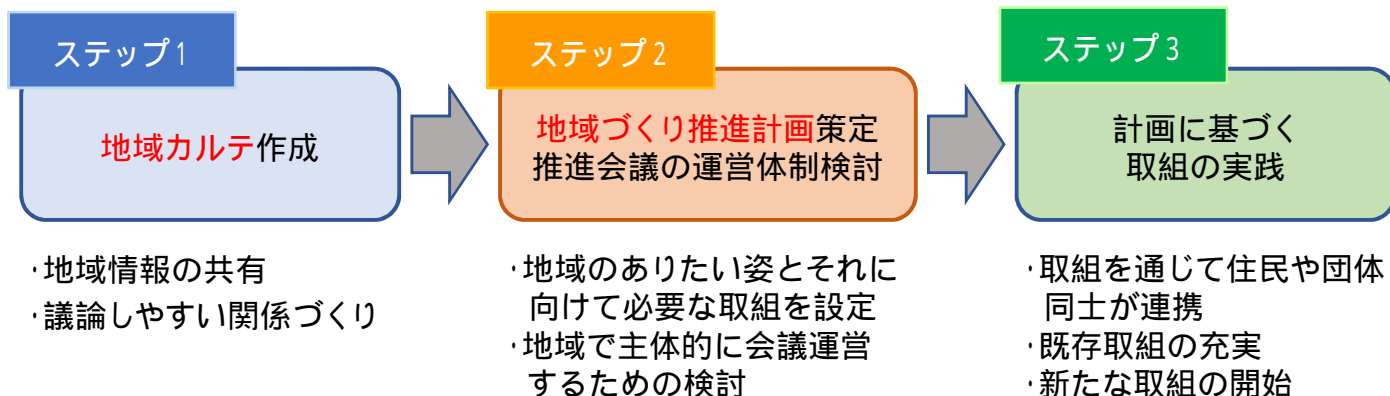 ステップ1
地域カルテ作成
・地域情報の共有
・議論しやすい関係づくり
ステップ2
地域づくり推進計画策定
推進会議の運営体制検討
・地域のありたい姿とそれに
向けて必要な取組を設定
・地域で主体的に会議運営
するための検討
ステップ3
計画に基づく
取組の実践
・取組を通じて住民や団体
同士が連携
・既存取組の充実
・新たな取組の開始